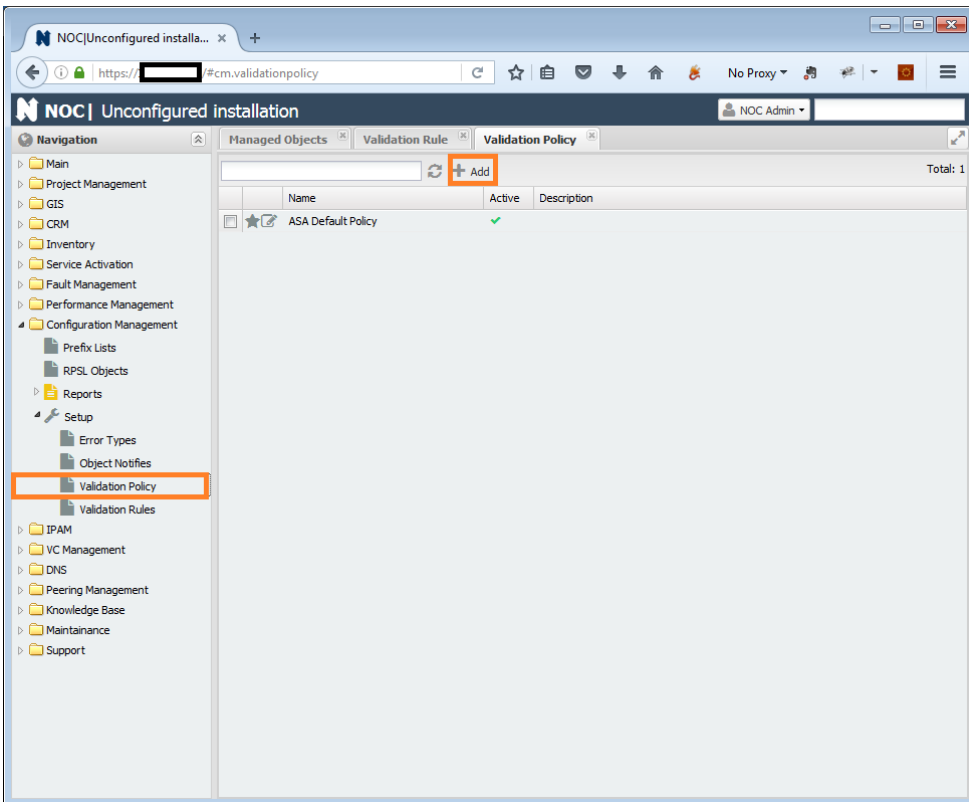 NOC|Unconfigured installa...
https:// /#cm.validationpolicy
No Proxy
NOC| Unconfigured installation
NOC Admin
Navigation
Managed Objects
Validation Rule
Validation Policy
Main
Project Management
GIS
CRM
Inventory
Service Activation
Fault Management
Performance Management
Configuration Management
Prefix Lists
RPSL Objects
Reports
Setup
Error Types
Object Notifies
Validation Policy
Validation Rules
IPAM
VC Management
DNS
Peering Management
Knowledge Base
Maintainance
Support
Add
Total: 1
Name Active Description
ASA Default Policy